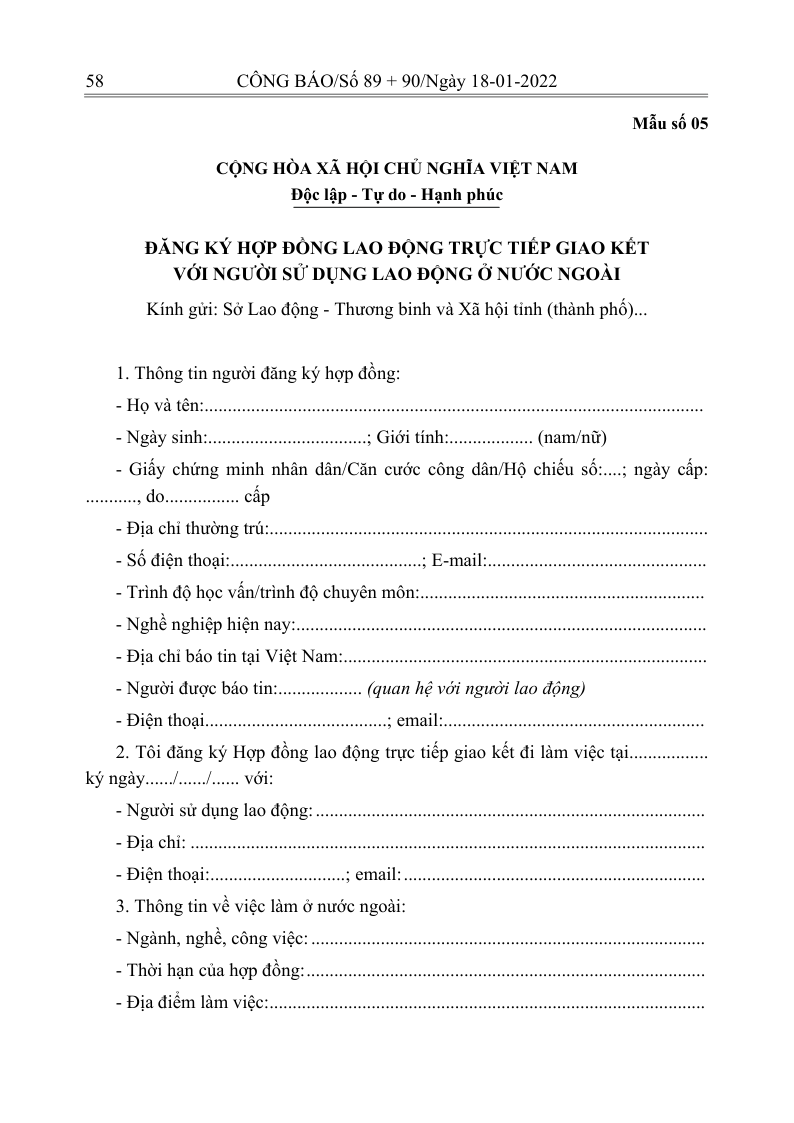 58 CÔNG BÁO/Số 89 + 90/Ngày 18-01-2022
Mẫu số 05
CỘNG HÒA XÃ HỘI CHỦ NGHĨA VIỆT NAM
Độc lập - Tự do - Hạnh phúc
ĐĂNG KÝ HỢP ĐỒNG LAO ĐỘNG TRỰC TIẾP GIAO KẾT
VỚI NGƯỜI SỬ DỤNG LAO ĐỘNG Ở NƯỚC NGOÀI
Kính gửi: Sở Lao động - Thương binh và Xã hội tỉnh (thành phố)...
1. Thông tin người đăng ký hợp đồng:
- Họ và tên:...........................................................................................................
- Ngày sinh:..................................; Giới tính:.................. (nam/nữ)
- Giấy chứng minh nhân dân/Căn cước công dân/Hộ chiếu số:....; ngày cấp:
..........., do................ cấp
- Địa chỉ thường trú:..............................................................................................
- Số điện thoại:.........................................; E-mail:...............................................
- Trình độ học vấn/trình độ chuyên môn:.............................................................
- Nghề nghiệp hiện nay:........................................................................................
- Địa chỉ báo tin tại Việt Nam:..............................................................................
- Người được báo tin:.................. (quan hệ với người lao động)
- Điện thoại.......................................; email:........................................................
2. Tôi đăng ký Hợp đồng lao động trực tiếp giao kết đi làm việc tại.................
ký ngày....../....../...... với:
- Người sử dụng lao động:....................................................................................
- Địa chỉ: ...............................................................................................................
- Điện thoại:.............................; email:.................................................................
3. Thông tin về việc làm ở nước ngoài:
- Ngành, nghề, công việc:.....................................................................................
- Thời hạn của hợp đồng:......................................................................................
- Địa điểm làm việc:..............................................................................................